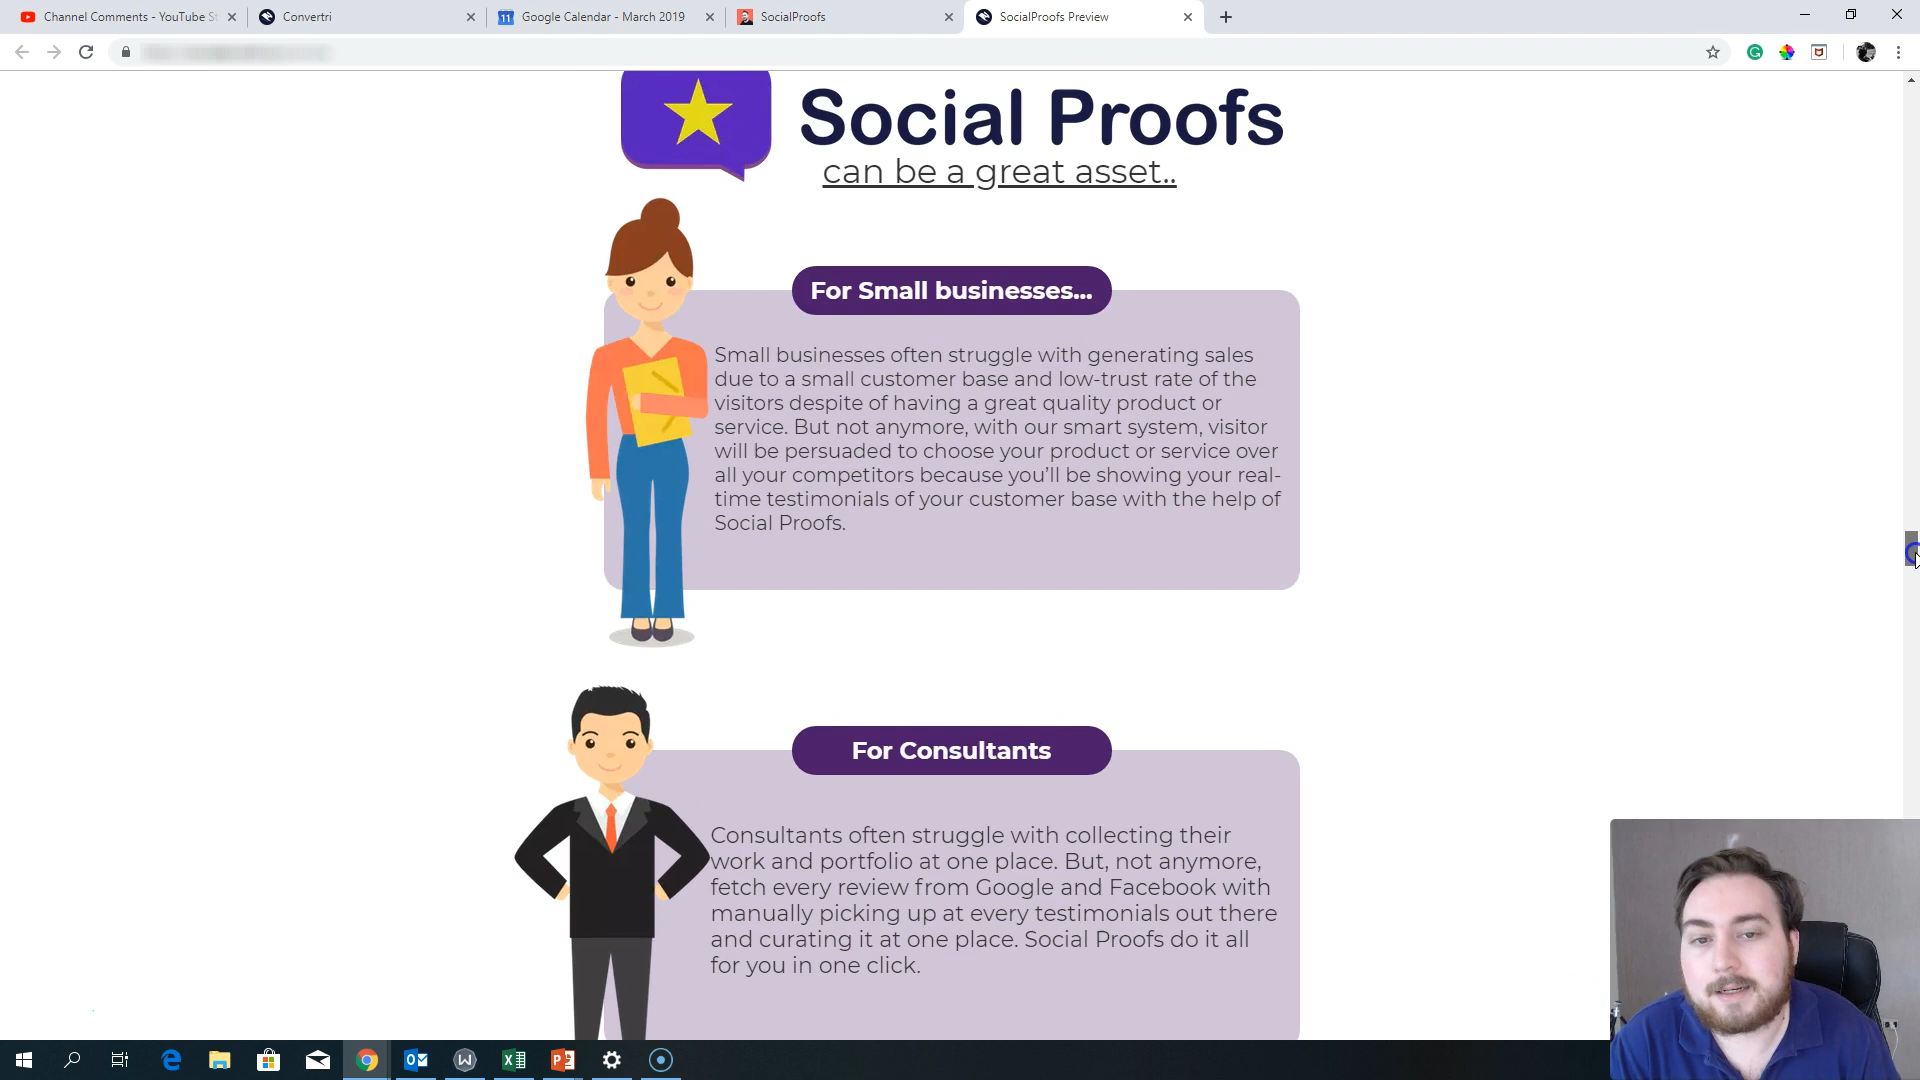 Channel Comments - YouTube St
Convertri
Google Calendar - March 2019
SocialProofs
SocialProofs Preview
Social Proofs
can be a great asset..
For Small businesses...
Small businesses often struggle with generating sales
due to a small customer base and low-trust rate of the
visitors despite of having a great quality product or
service. But not anymore, with our smart system, visitor
will be persuaded to choose your product or service over
all your competitors because you'll be showing your real-
time testimonials of your customer base with the help of
Social Proofs.
For Consultants
Consultants often struggle with collecting their
work and portfolio at one place. But, not anymore,
fetch every review from Google and Facebook with
manually picking up at every testimonials out there
and curating it at one place. Social Proofs do it all
for you in one click.